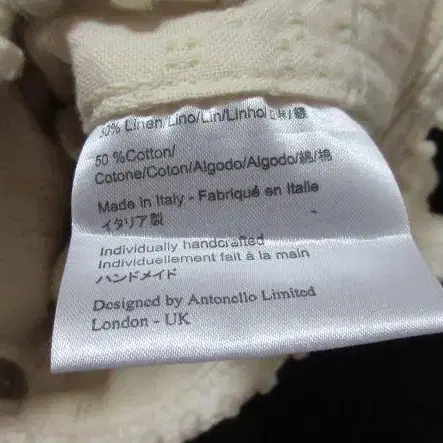 50% Linen/Lino/Lin/Linho/亞麻/
50 %Cotton/
Cotone/Coton/Algodo/Algodo/綿/棉
Made in Italy - Fabriqué en Italie
イタリア製
Individually handcrafted
Individuellement fait à la main
ハンドメイド
Designed by Antonello Limited
London - UK